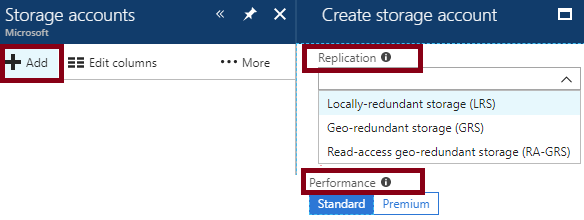 Storage accounts
Microsoft
Add
Edit columns
More
Create storage account
Replication
Locally-redundant storage (LRS)
Geo-redundant storage (GRS)
Read-access geo-redundant storage (RA-GRS)
Performance
Standard
Premium